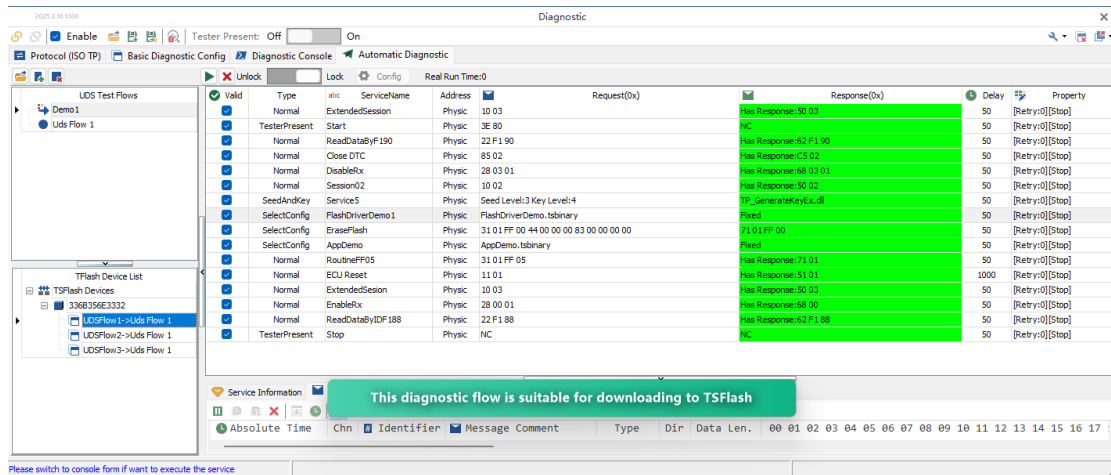 2025.2.10.1308
Diagnostic
Enable
Tester Present: Off On
Protocol (ISO TP) Basic Diagnostic Config Diagnostic Console Automatic Diagnostic
Unlock Lock Config Real Run Time:0
UDS Test Flows
Demo1
Uds Flow 1
Valid Type abc ServiceName Address Request(0x) Response(0x) Delay Property
Normal ExtendedSession Physic 10 03 Has Response:50 03 50 [Retry:0][Stop]
TesterPresent Start Physic 3E 80 NC 50 [Retry:0][Stop]
Normal ReadDataByF190 Physic 22 F1 90 Has Response:62 F1 90 50 [Retry:0][Stop]
Normal Close DTC Physic 85 02 Has Response:C5 02 50 [Retry:0][Stop]
Normal DisableRx Physic 28 03 01 Has Response:68 03 01 50 [Retry:0][Stop]
Normal Session02 Physic 10 02 Has Response:50 02 50 [Retry:0][Stop]
SeedAndKey Service5 Physic Seed Level:3 Key Level:4 TP_GenerateKeyEx.dll 50 [Retry:0][Stop]
SelectConfig FlashDriverDemo1 Physic FlashDriverDemo.tsbinary Fixed 50 [Retry:0][Stop]
SelectConfig EraseFlash Physic 31 01 FF 00 44 00 00 00 83 00 00 00 00 71 01 FF 00 50 [Retry:0][Stop]
SelectConfig AppDemo Physic AppDemo.tsbinary Fixed 50 [Retry:0][Stop]
Normal RoutineFF05 Physic 31 01 FF 05 Has Response:71 01 50 [Retry:0][Stop]
Normal ECU Reset Physic 11 01 Has Response:51 01 1000 [Retry:0][Stop]
Normal ExtendedSesion Physic 10 03 Has Response:50 03 50 [Retry:0][Stop]
Normal EnableRx Physic 28 00 01 Has Response:68 00 50 [Retry:0][Stop]
Normal ReadDataByIDF188 Physic 22 F1 88 Has Response:62 F1 88 50 [Retry:0][Stop]
TesterPresent Stop Physic NC NC 50 [Retry:0][Stop]
TFlash Device List
TSFlash Devices
336B356E3332
UDSFlow1->Uds Flow 1
UDSFlow2->Uds Flow 1
UDSFlow3->Uds Flow 1
Service Information
This diagnostic flow is suitable for downloading to TSFlash
Absolute Time Chn Identifier Message Comment Type Dir Data Len. 00 01 02 03 04 05 06 07 08 09 10 11 12 13 14 15 16 17
Please switch to console form if want to execute the service